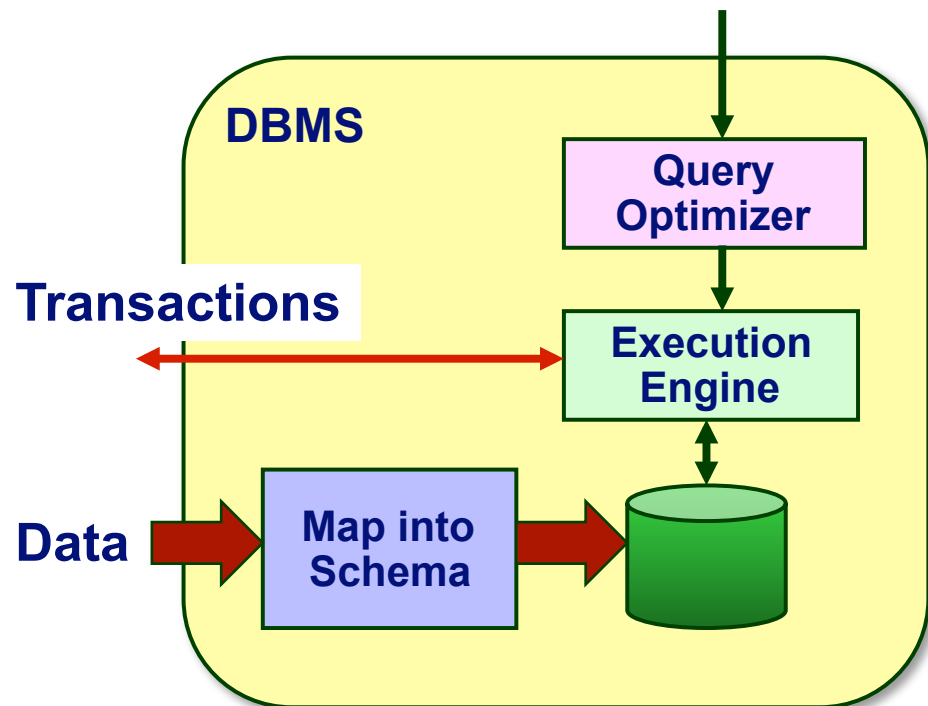 DBMS
Query
Optimizer
Transactions
Execution
Engine
Data
Map into
Schema